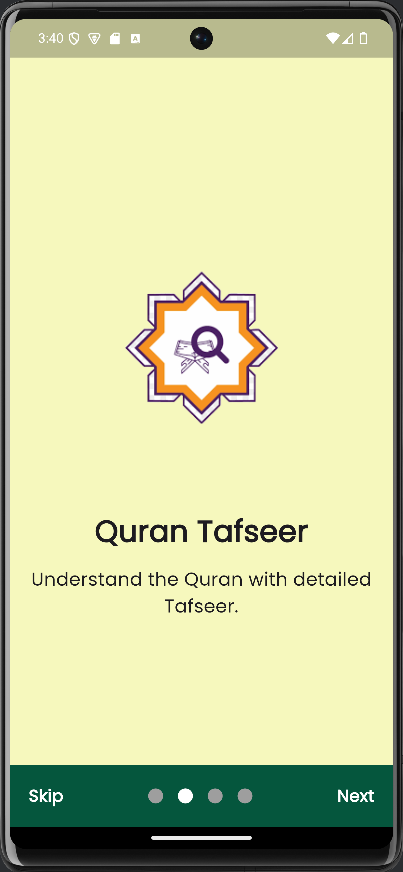 3:40
A
Quran Tafseer
Understand the Quran with detailed
Tafseer.
Skip
Next